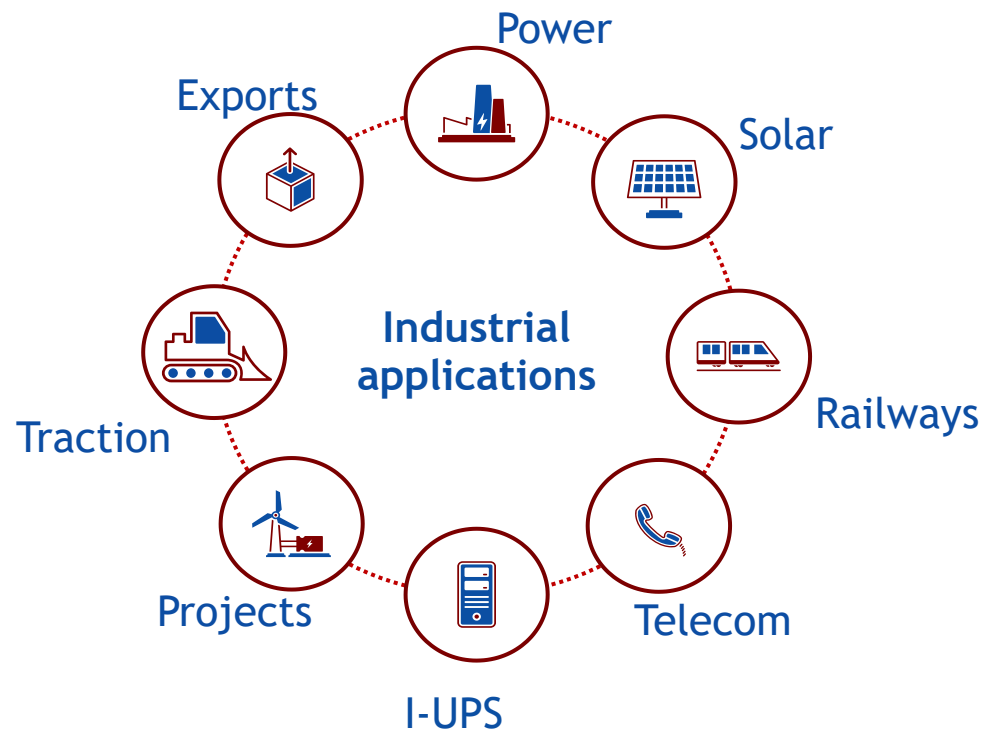 Power
Exports
Solar
Industrial
applications
Railways
Traction
Projects
Telecom
I-UPS